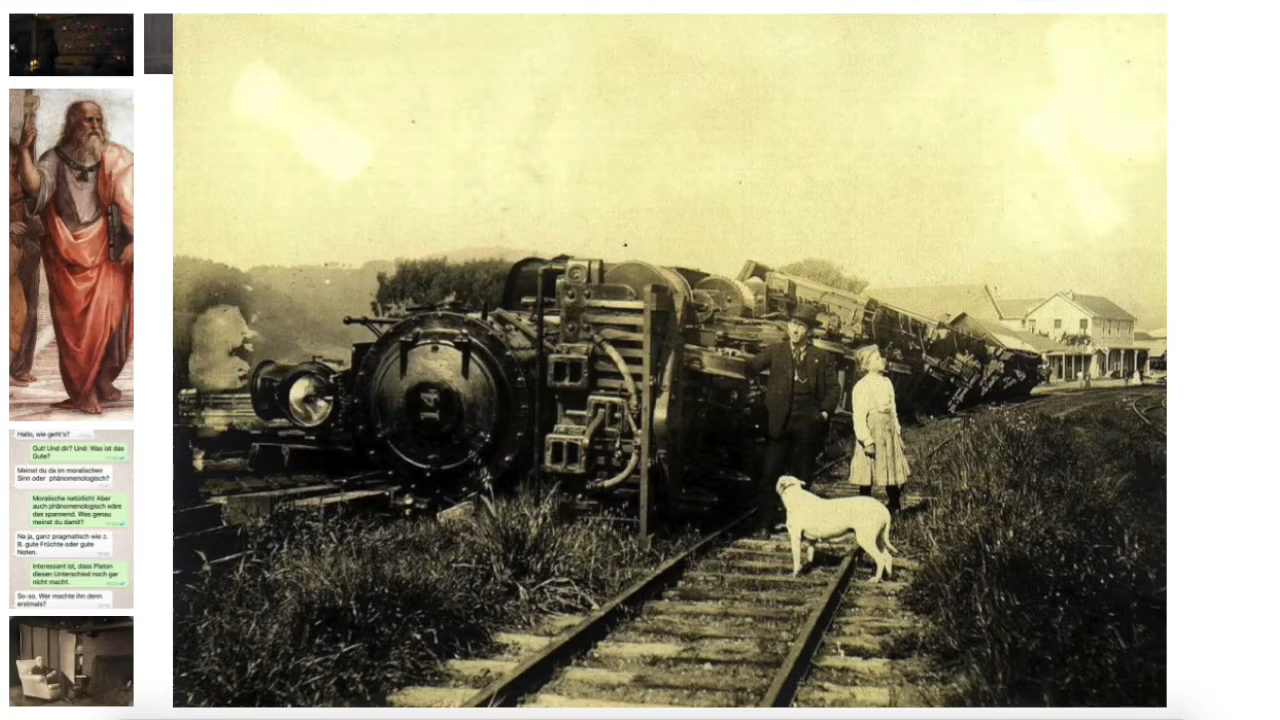 Hallo, wie geht's?
Gut! Und dir? Und: Was ist das
Gute?
Meinst du da im moralischen
Sinn oder phänomenologisch?
Moralische natürlich! Aber
auch phänomenologisch wäre
das spannend. Was genau
meinst du damit?
Na ja, ganz pragmatisch wie z.
B. gute Früchte oder gute
Noten.
Interessant ist, dass Platon
diesen Unterschied noch gar
nicht macht.
So-so. Wer machte ihn denn
erstmals?
14